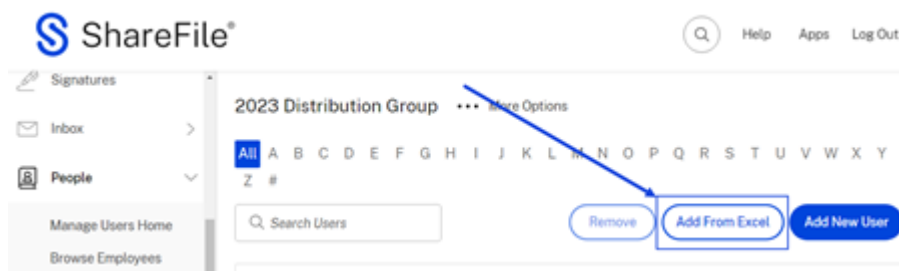 ShareFile®
Help Apps Log Out
Signatures
2023 Distribution Group ••• More Options
Inbox
All A B C D E F G H I J K L M N O P Q R S T U V W X Y
Z #
People
Search Users Remove Add From Excel Add New User
Manage Users Home
Browse Employees